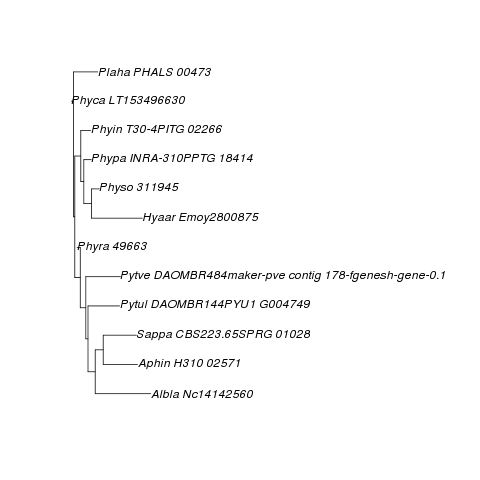 Plaha PHALS 00473
Phyca LT153496630
Phyin T30-4PITG 02266
Phypa INRA-310PPTG 18414
Physo 311945
Hyaar Emoy2800875
Phyra 49663
Pytve DAOMBR484maker-pve contig 178-fgenesh-gene-0.1
Pytul DAOMBR144PYU1 G004749
Sappa CBS223.65SPRG 01028
Aphin H310 02571
Albla Nc14142560